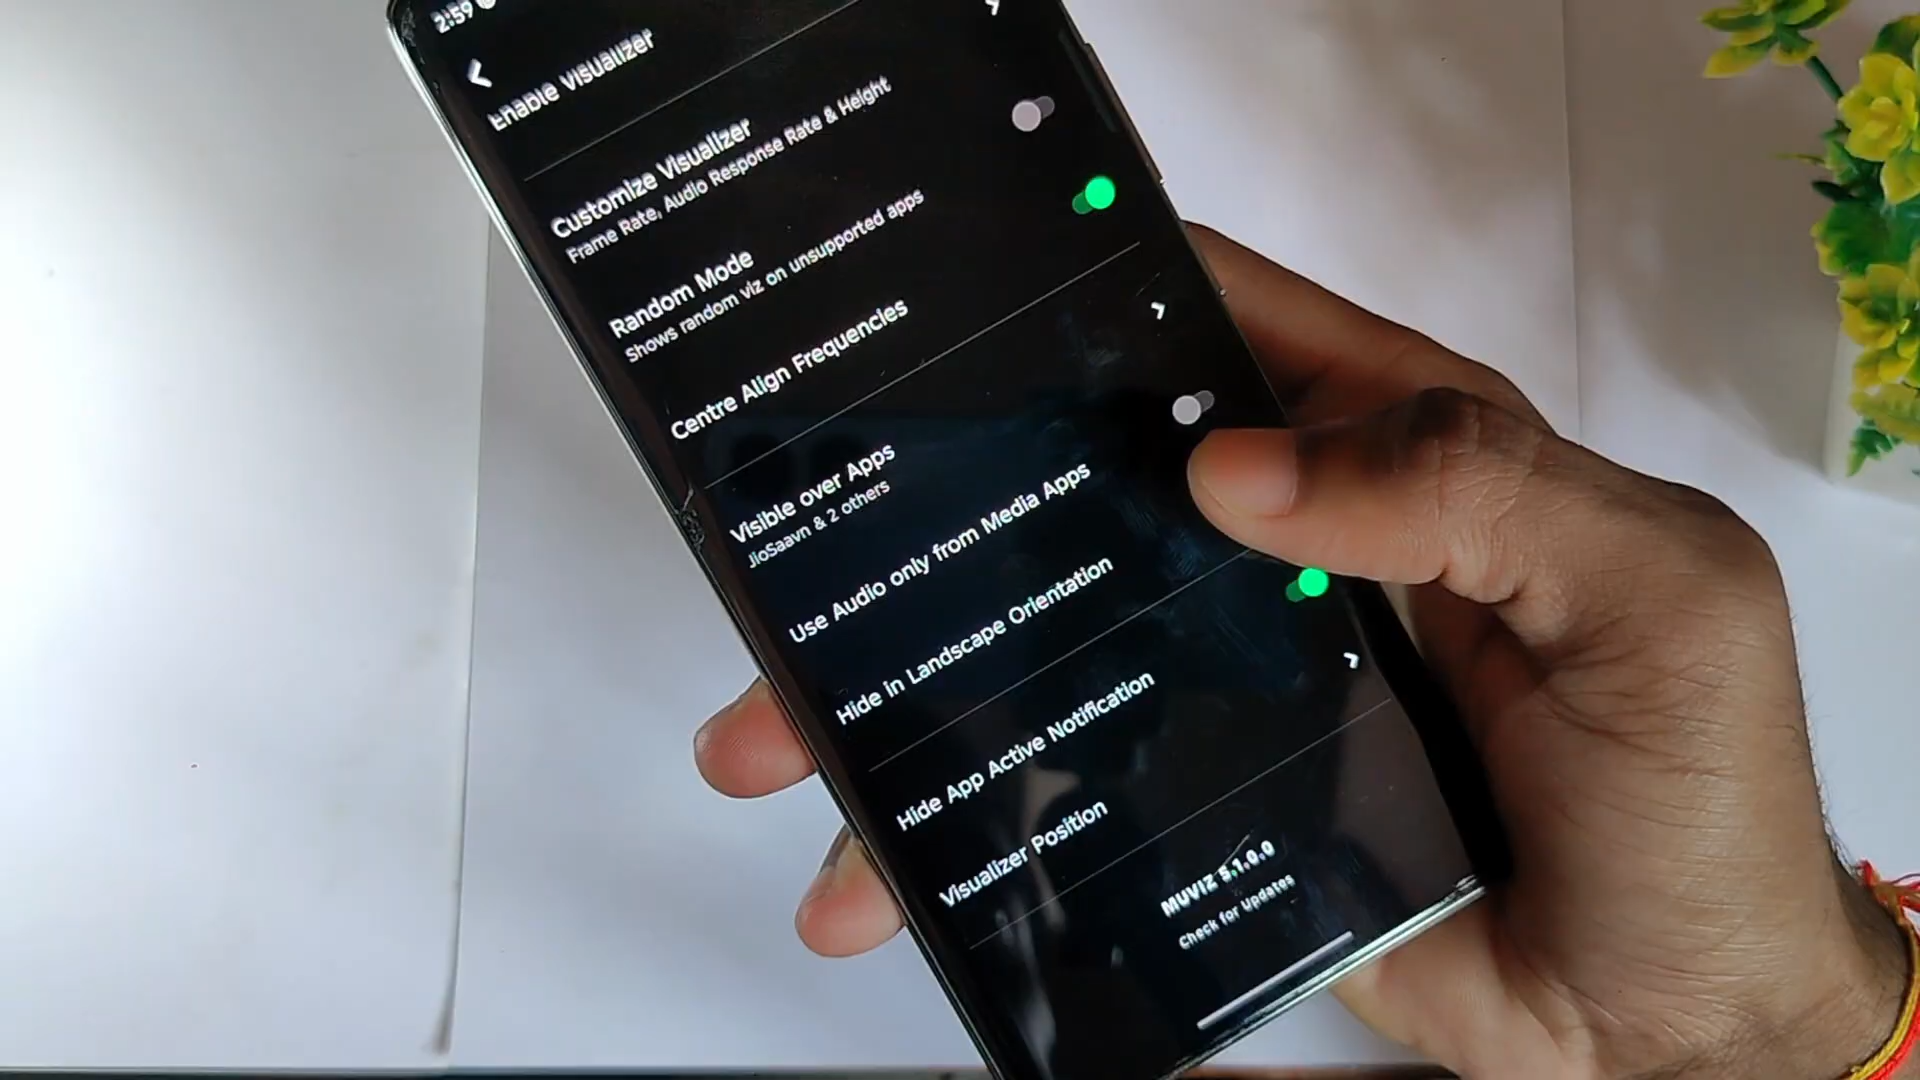 2:59
Enable Visualizer
Customize Visualizer
Frame Rate, Audio Response Rate & Height
Random Mode
Shows random viz on unsupported apps
Centre Align Frequencies
Visible over Apps
JioSaavn & 2 others
Use Audio only from Media Apps
Hide in Landscape Orientation
Hide App Active Notification
Visualizer Position
MUVIZ 5.1.0.0
Check for Updates